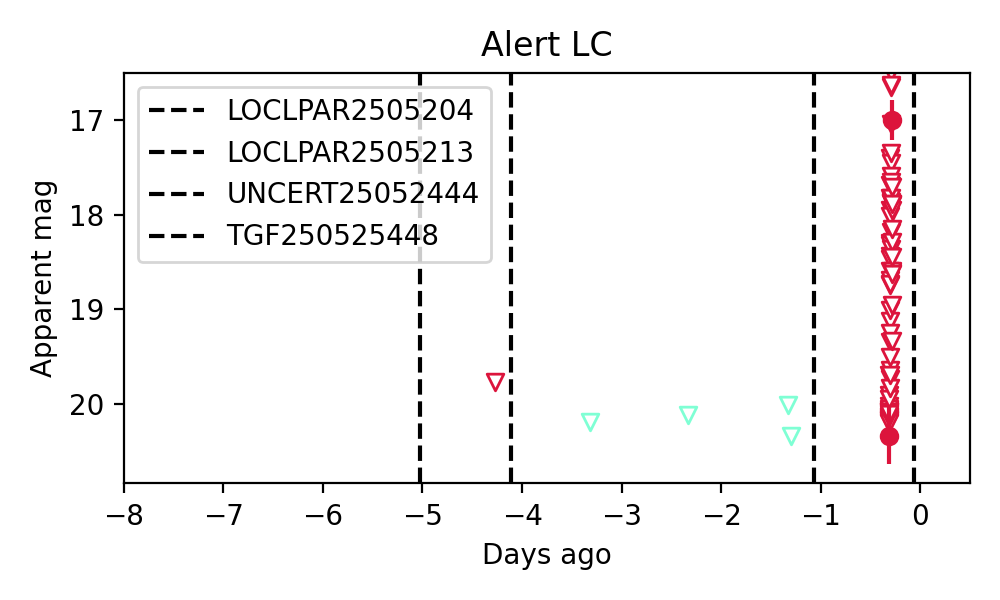 Alert LC
LOCLPAR2505204
LOCLPAR2505213
UNCERT25052444
TGF250525448
Apparent mag
17
18
19
20
−8 −7 −6 −5 −4 −3 −2 −1 0
Days ago